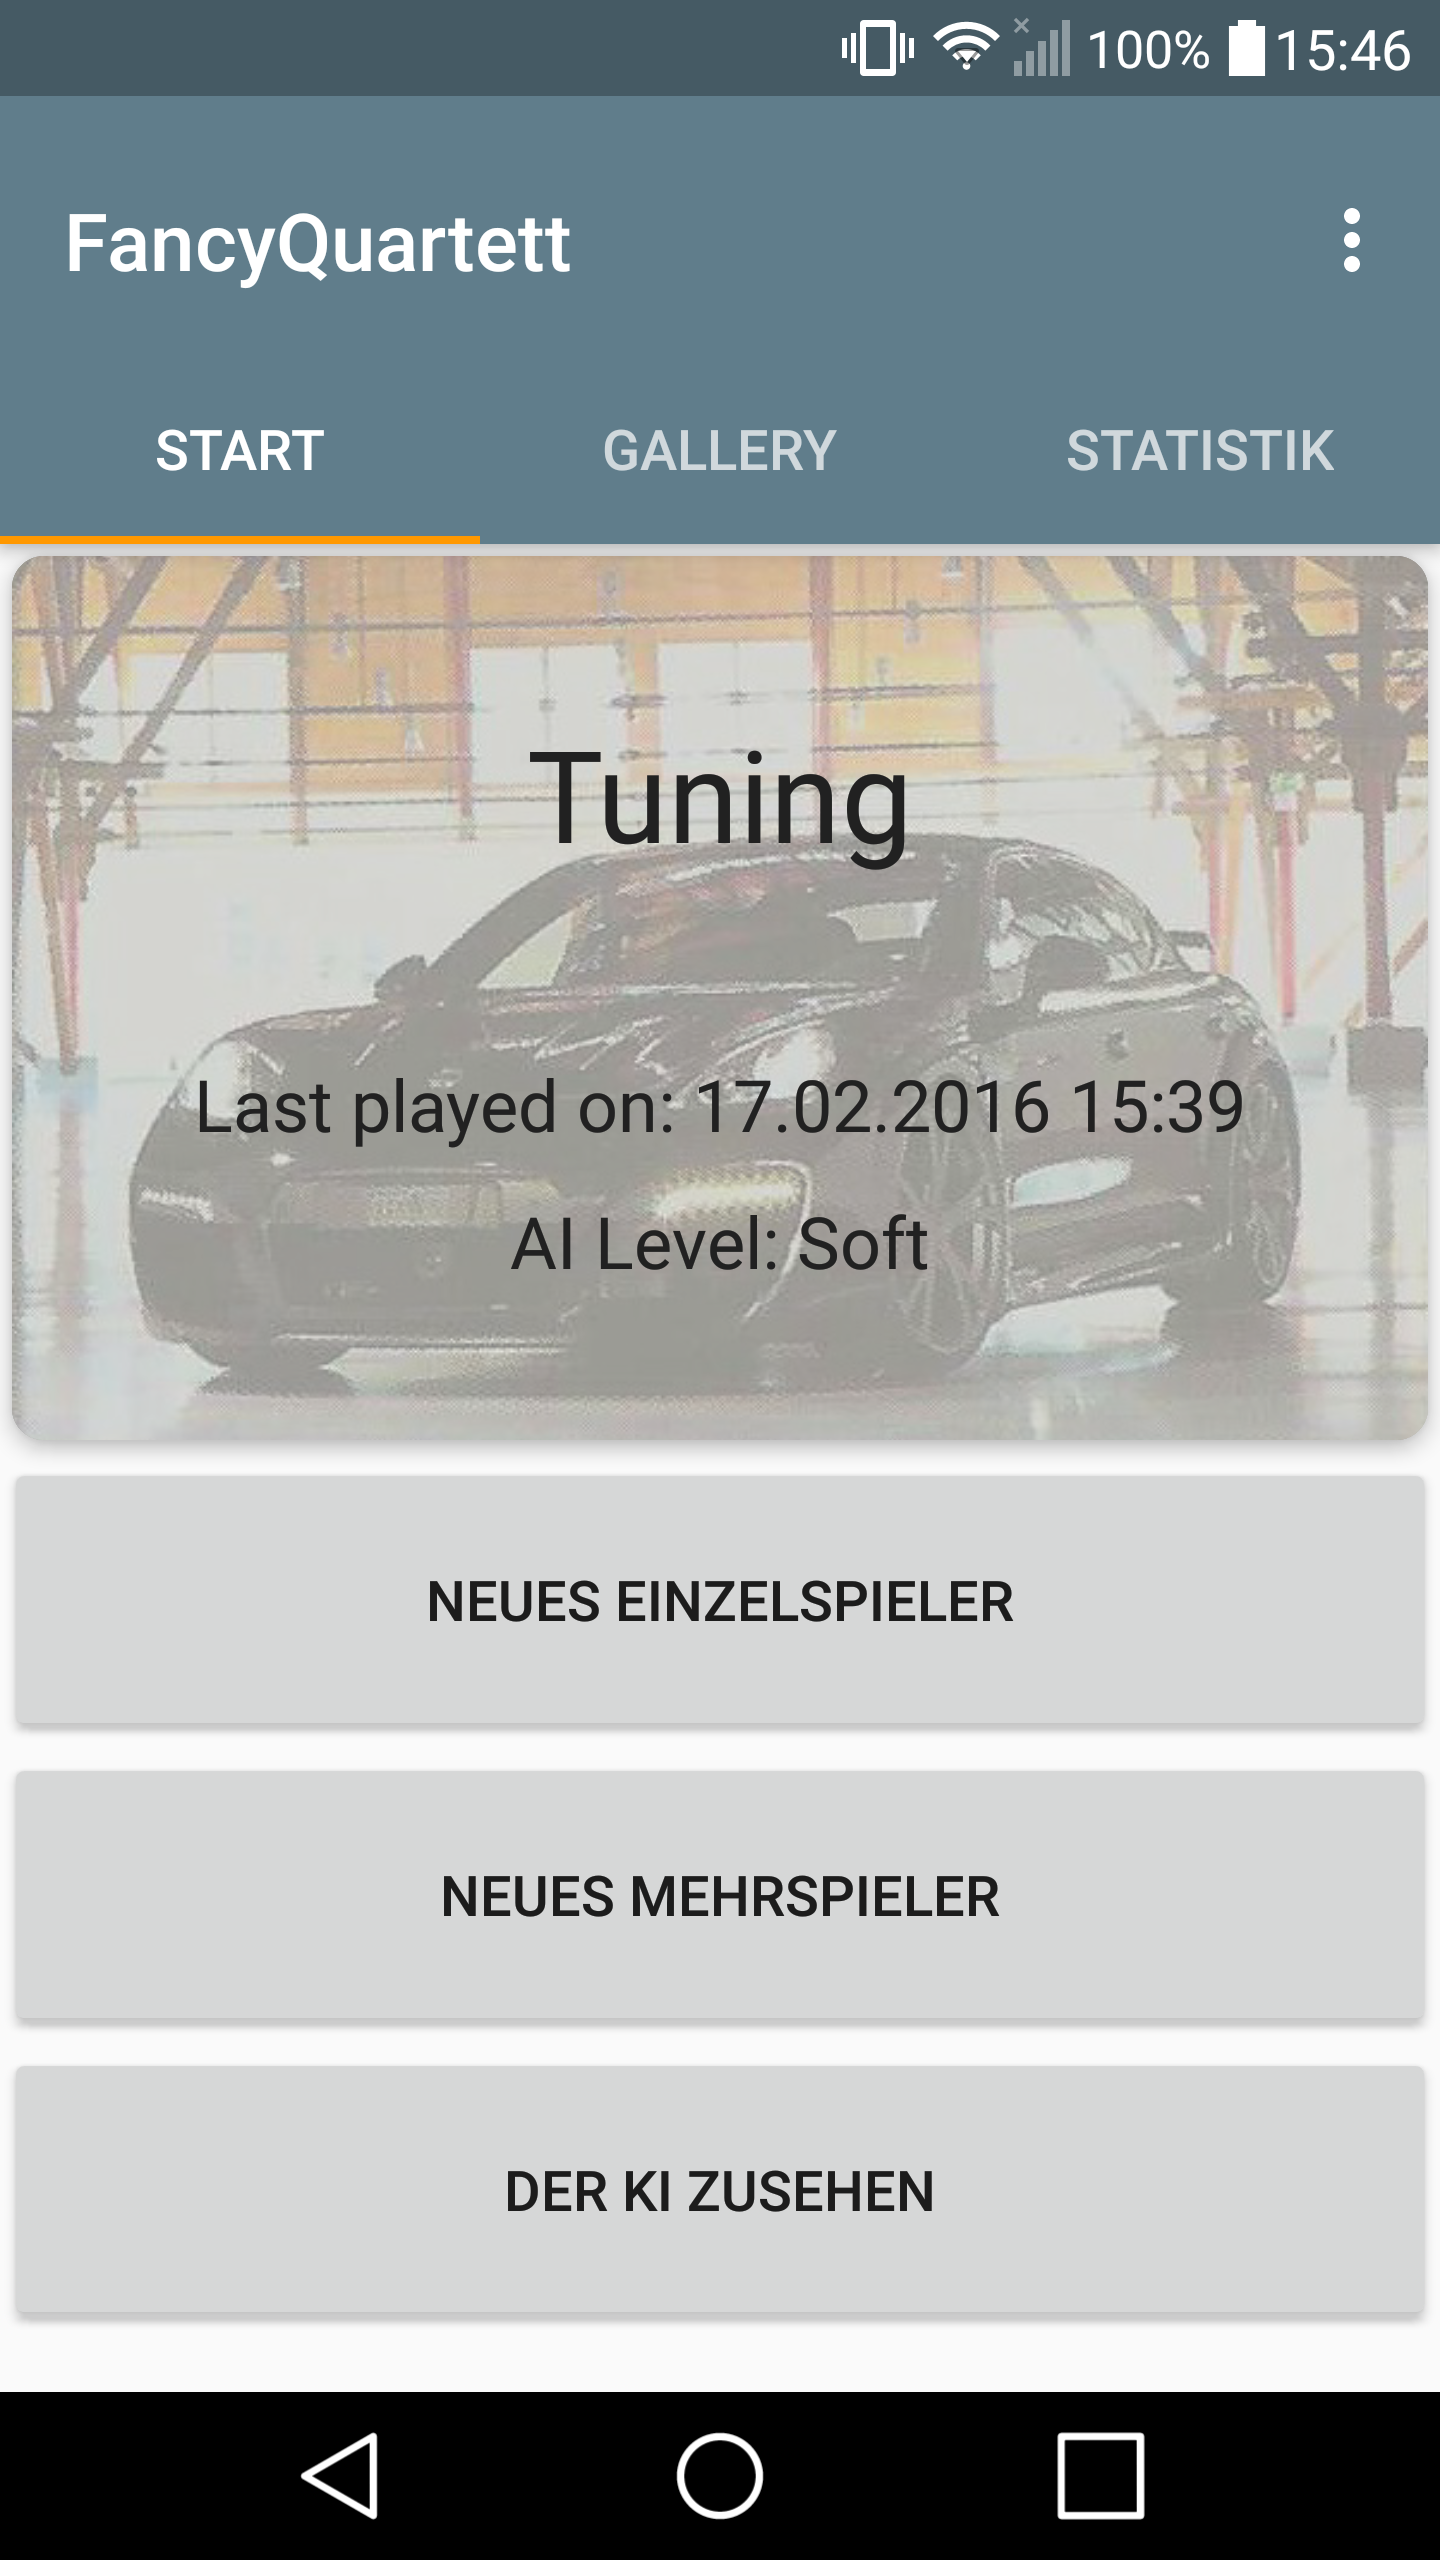 100% 15:46
FancyQuartett
START GALLERY STATISTIK
Tuning
Last played on: 17.02.2016 15:39
AI Level: Soft
NEUES EINZELSPIELER
NEUES MEHRSPIELER
DER KI ZUSEHEN